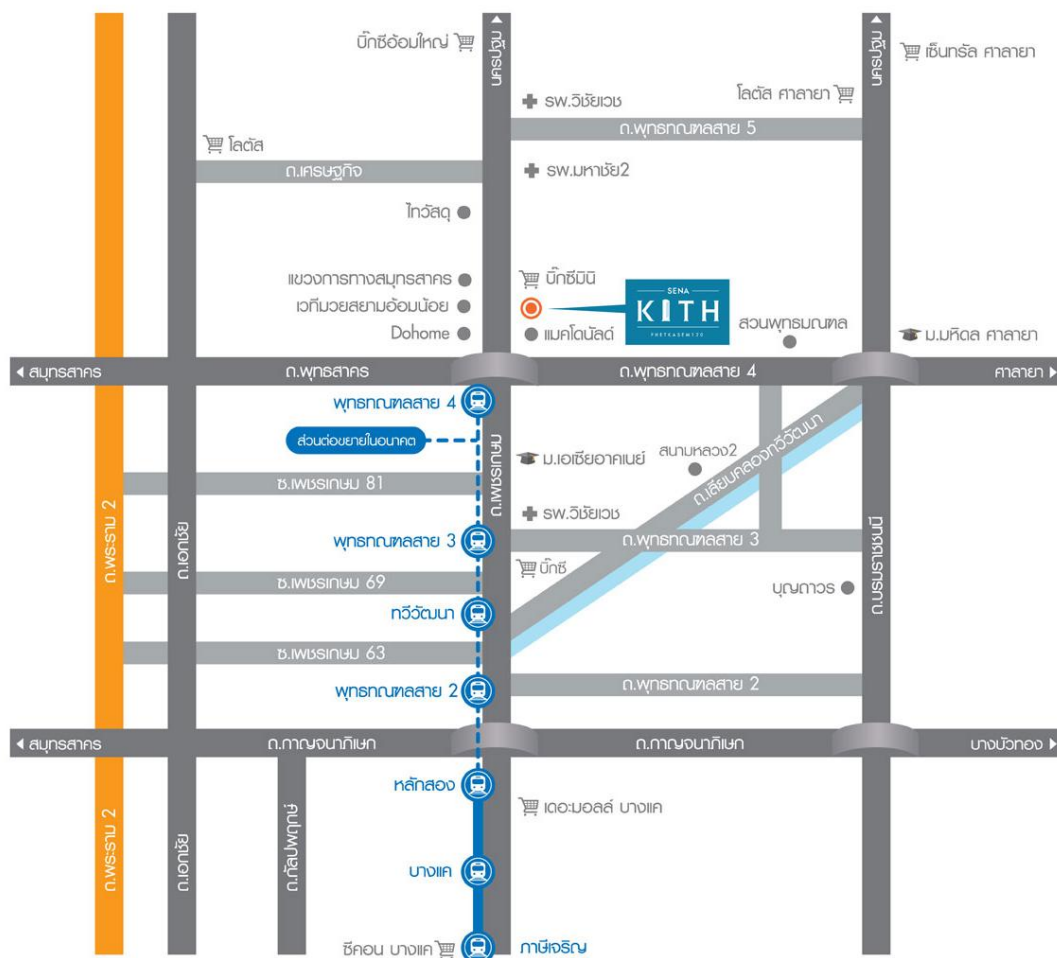 บิ๊กซีอ้อมใหญ่
นครปฐม
นครปฐม
เซ็นทรัล ศาลายา
รพ.วิชัยเวช
โลตัส ศาลายา
ถ.พุทธทณฑลสาย 5
โลตัส
ถ.เศรษฐกิจ
รพ.มหาชัย2
ไทวัสดุ
แขวงการทางสมุทรสาคร
บิ๊กซีมินิ
SENA
KITH
PHETKASEM 120
เวทีมวยสยามอ้อมน้อย
Dohome
แมคโดนัลด์
สวนพุทธมณฑล
ม.มหิดล ศาลายา
สมุทรสาคร
ถ.พุทธสาคร
ถ.พุทธทณฑลสาย 4
ศาลายา
พุทธทณฑลสาย 4
ส่วนต่อขยายในอนาคต
ถ.เพชรเกษม
ม.เอเซียอาคเนย์
สนามหลวง2
ถ.เลียบคลองทวีวัฒนา
ซ.เพชรเกษม 81
รพ.วิชัยเวช
ถ.พระราม 2
ถ.เอกชัย
พุทธทณฑลสาย 3
ถ.พุทธทณฑลสาย 3
ถ.บรมราชชนนี
บิ๊กซี
ซ.เพชรเกษม 69
บุญถาวร
ทวีวัฒนา
ซ.เพชรเกษม 63
พุทธทณฑลสาย 2
ถ.พุทธทณฑลสาย 2
สมุทรสาคร
ถ.กาญจนาภิเษก
ถ.กาญจนาภิเษก
บางบัวทอง
หลักสอง
เดอะมอลล์ บางแค
ถ.พระราม 2
ถ.เอกชัย
ถ.กัลปพฤกษ์
บางแค
ซีคอน บางแค
ภาษีเจริญ